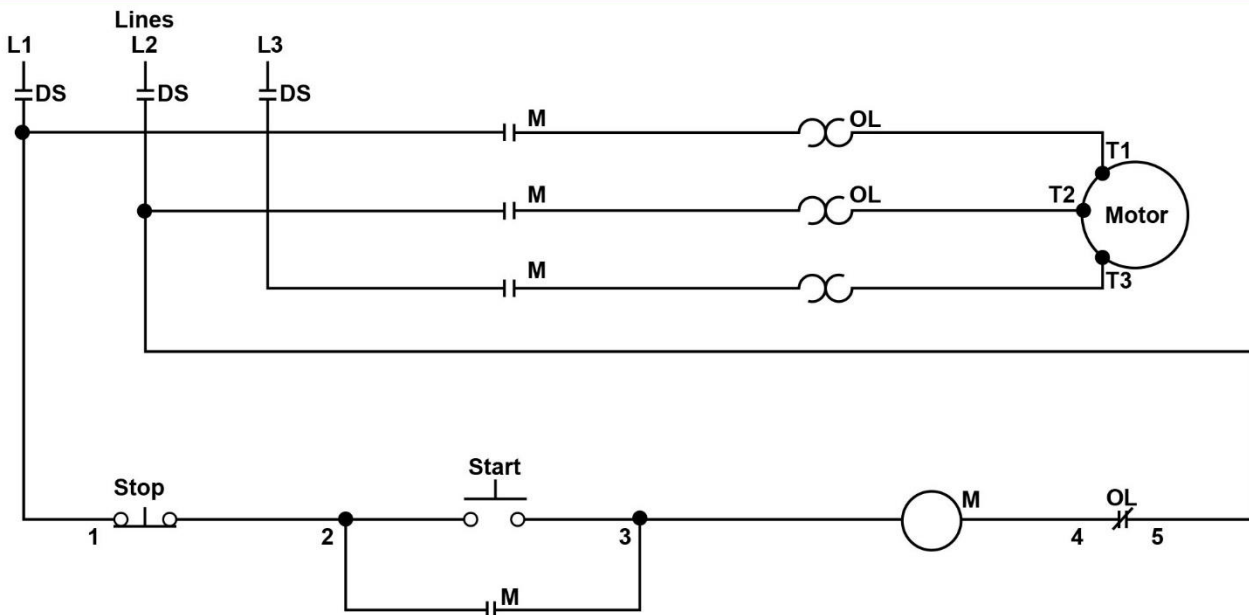 Lines
L1 L2 L3
DS DS DS
M OL
T1
M OL T2 Motor
M
T3
Start
Stop M OL
1 2 3 4 5
M